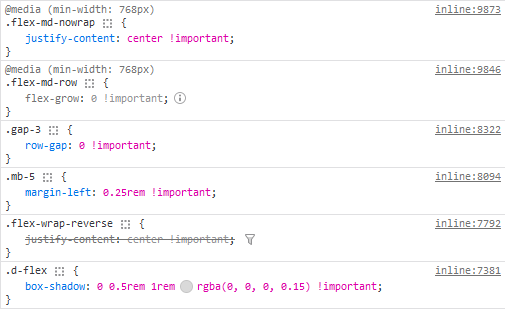 @media (min-width: 768px) inline:9873
.flex-md-nowrap {
justify-content: center !important;
}
@media (min-width: 768px) inline:9846
.flex-md-row {
flex-grow: 0 !important;
}
.gap-3 { inline:8322
row-gap: 0 !important;
}
.mb-5 { inline:8094
margin-left: 0.25rem !important;
}
.flex-wrap-reverse { inline:7792
justify-content: center !important;
}
.d-flex { inline:7381
box-shadow: 0 0.5rem 1rem rgba(0, 0, 0, 0.15) !important;
}